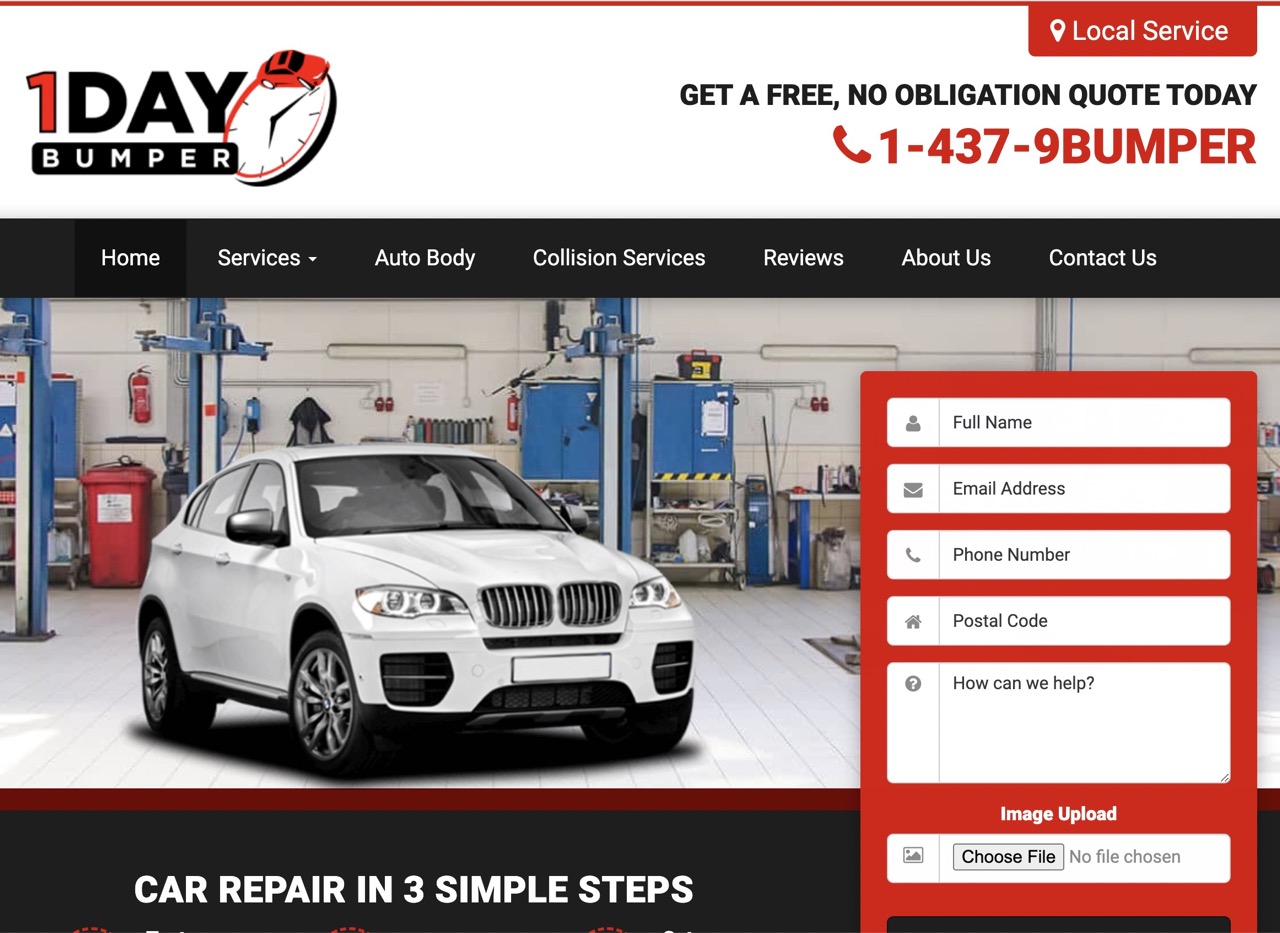 Local Service
1DAY
BUMPER
GET A FREE, NO OBLIGATION QUOTE TODAY
1-437-9BUMPER
Home
Services
Auto Body
Collision Services
Reviews
About Us
Contact Us
Full Name
Email Address
Phone Number
Postal Code
How can we help?
Image Upload
Choose File No file chosen
CAR REPAIR IN 3 SIMPLE STEPS